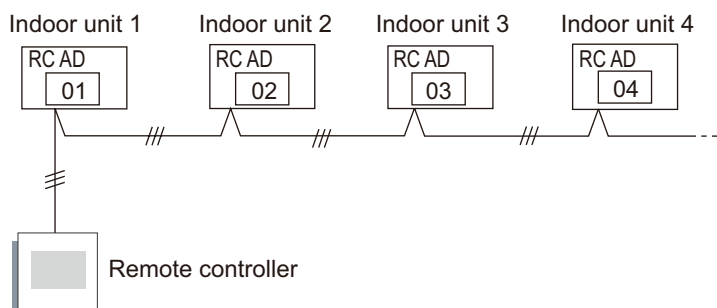 Indoor unit 1 Indoor unit 2 Indoor unit 3 Indoor unit 4
RC AD RC AD RC AD RC AD
01 02 03 04
Remote controller